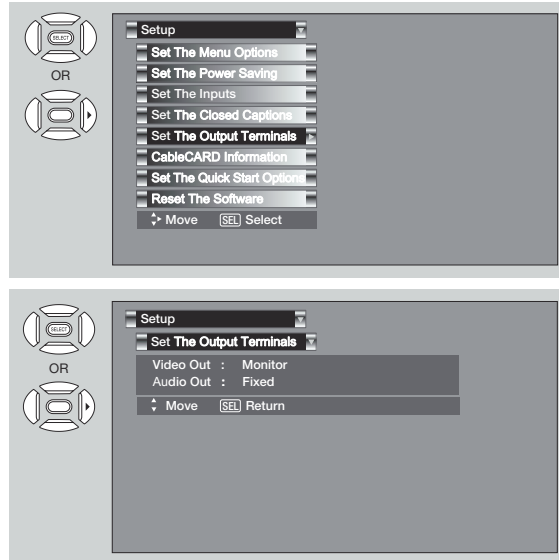 SELECT
OR
Setup
Set The Menu Options
Set The Power Saving
Set The Inputs
Set The Closed Captions
Set The Output Terminals
CableCARD Information
Set The Quick Start Options
Reset The Software
Move SEL Select
SELECT
OR
Setup
Set The Output Terminals
Video Out : Monitor
Audio Out : Fixed
Move SEL Return